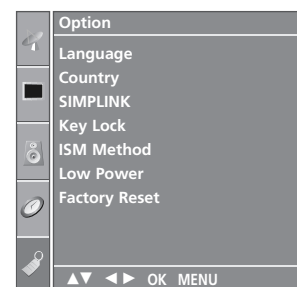 Option
Language
Country
SIMPLINK
Key Lock
ISM Method
Low Power
Factory Reset
▲▼ ◄► OK MENU